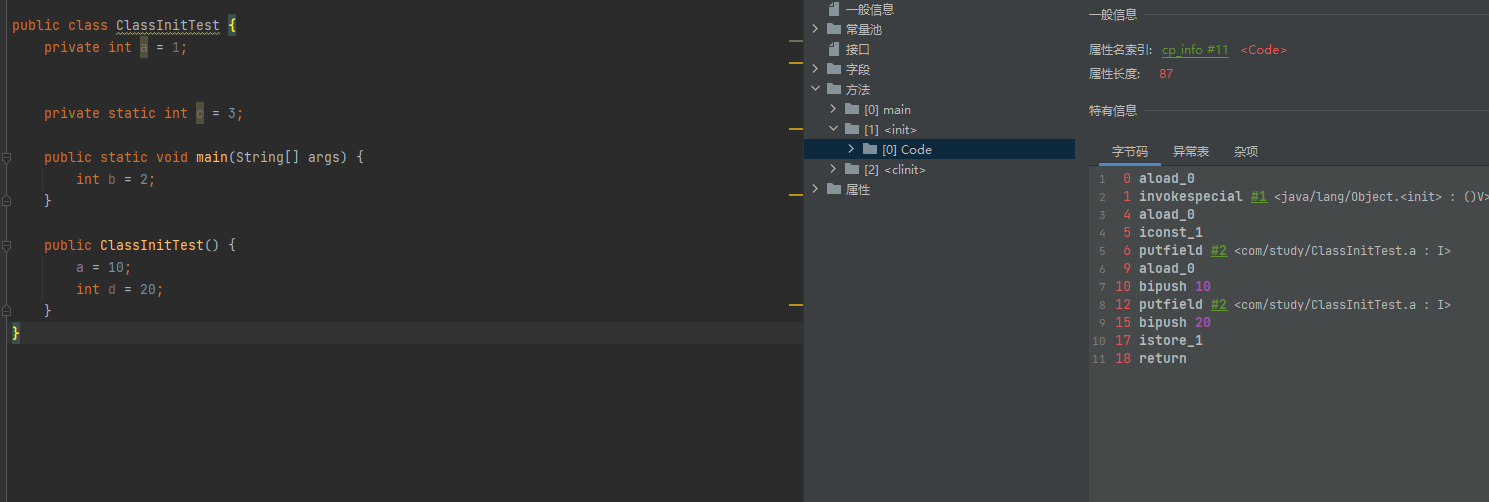 public class ClassInitTest {
private int a = 1;
private static int c = 3;
public static void main(String[] args) {
int b = 2;
}
public ClassInitTest() {
a = 10;
int d = 20;
}
}
一般信息
常量池
接口
字段
方法
[0] main
[1] <init>
[0] Code
[2] <clinit>
属性
一般信息
属性名索引: cp_info #11 <Code>
属性长度: 87
特有信息
字节码 异常表 杂项
1 0 aload_0
2 1 invokespecial #1 <java/lang/Object.<init> : ()V>
3 4 aload_0
4 5 iconst_1
5 6 putfield #2 <com/study/ClassInitTest.a : I>
6 9 aload_0
7 10 bipush 10
8 12 putfield #2 <com/study/ClassInitTest.a : I>
9 15 bipush 20
10 17 istore_1
11 18 return